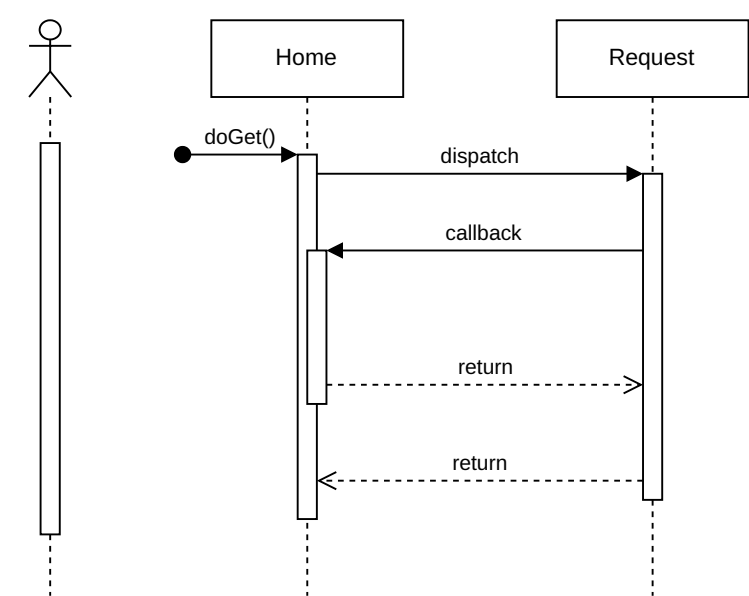 Home
Request
doGet()
dispatch
callback
return
return